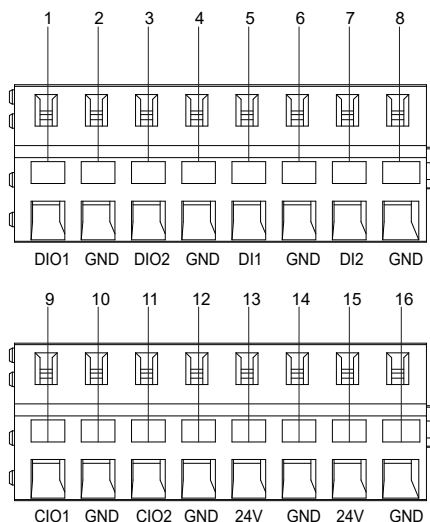 1 2 3 4 5 6 7 8
DIO1 GND DIO2 GND DI1 GND DI2 GND
9 10 11 12 13 14 15 16
CIO1 GND CIO2 GND 24V GND 24V GND